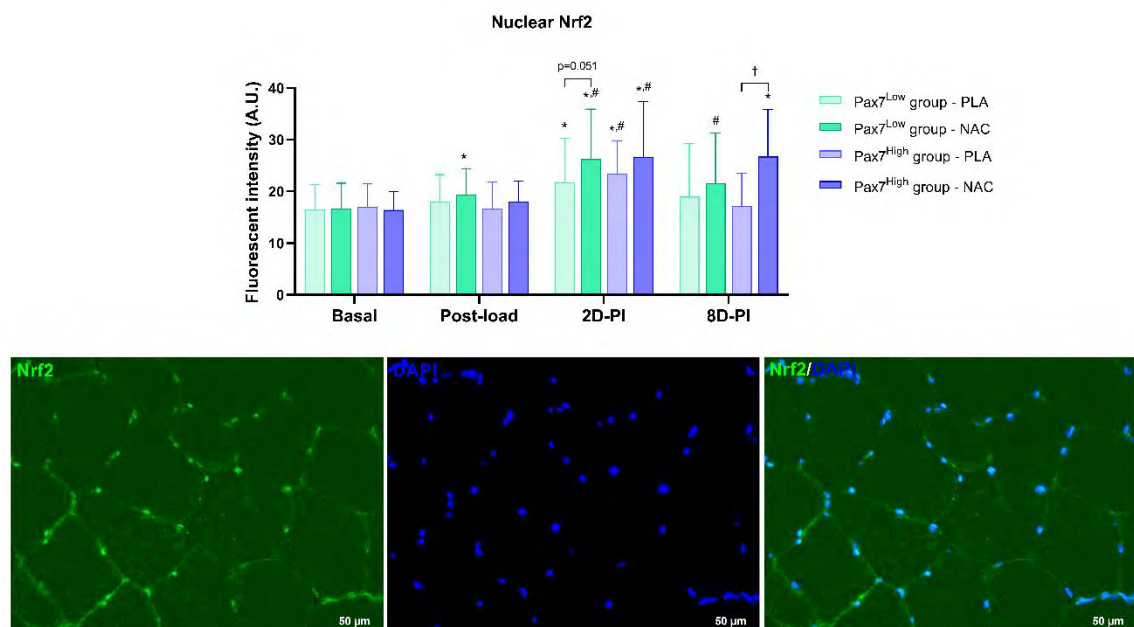 Nuclear Nrf2
Fluorescent intensity (A.U.)
40
30
20
10
0
p=0.051
*
*
*,#
*,#
*,#
#
†
*
Basal
Post-load
2D-PI
8D-PI
Pax7Low group - PLA
Pax7Low group - NAC
Pax7High group - PLA
Pax7High group - NAC
Nrf2
50 µm
DAPI
50 µm
Nrf2/DAPI
50 µm